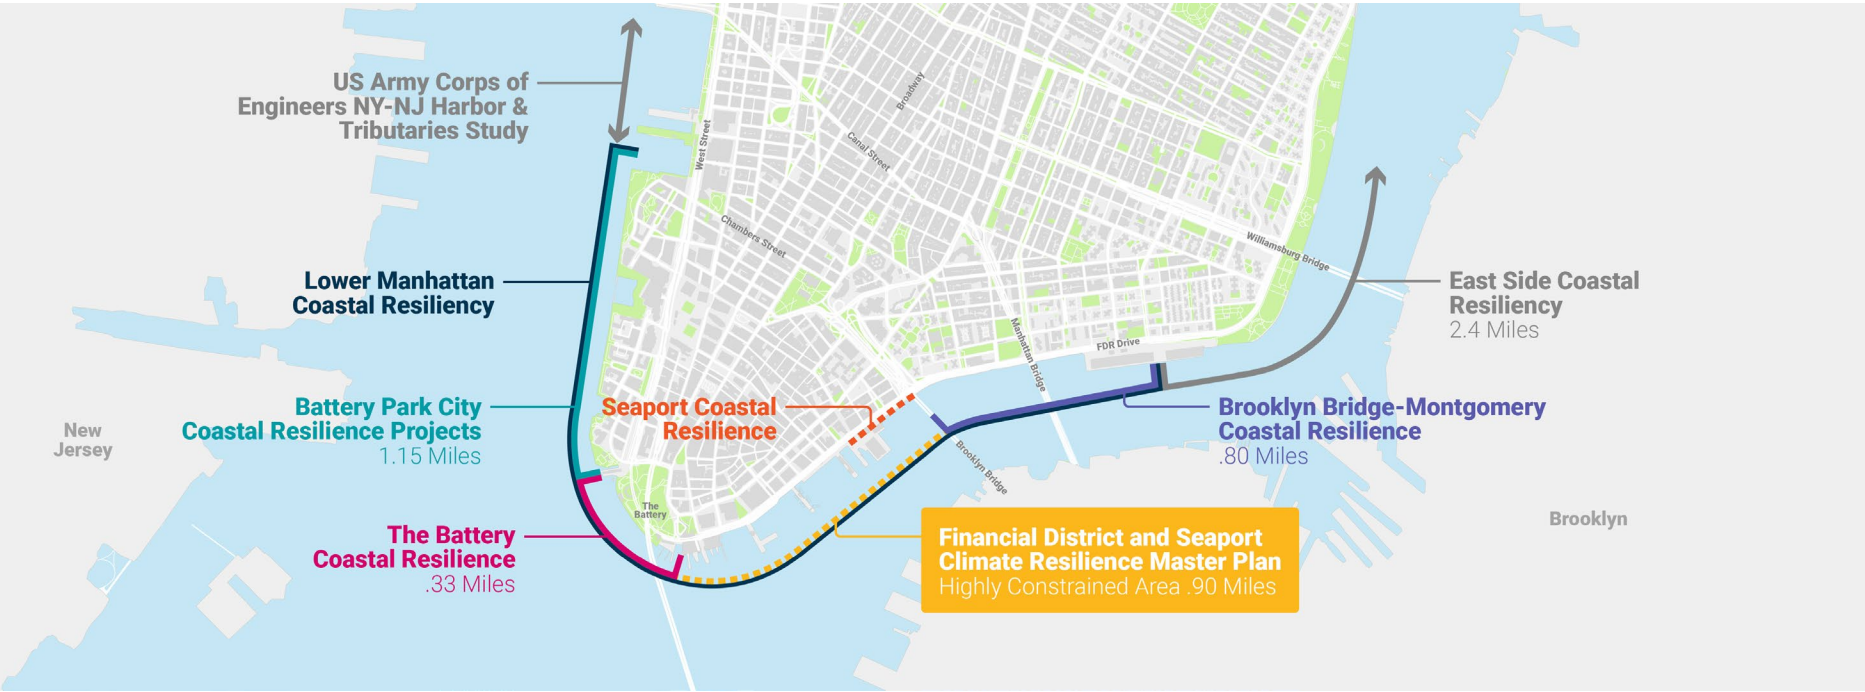 US Army Corps of
Engineers NY-NJ Harbor &
Tributaries Study
Broadway
West Street
Canal Street
Chambers Street
Williamsburg Bridge
Lower Manhattan
Coastal Resiliency
East Side Coastal
Resiliency
2.4 Miles
Manhattan Bridge
FDR Drive
Battery Park City
Coastal Resilience Projects
1.15 Miles
Seaport Coastal
Resilience
Brooklyn Bridge-Montgomery
Coastal Resilience
.80 Miles
New
Jersey
Brooklyn Bridge
The
Battery
Brooklyn
The Battery
Coastal Resilience
.33 Miles
Financial District and Seaport
Climate Resilience Master Plan
Highly Constrained Area .90 Miles